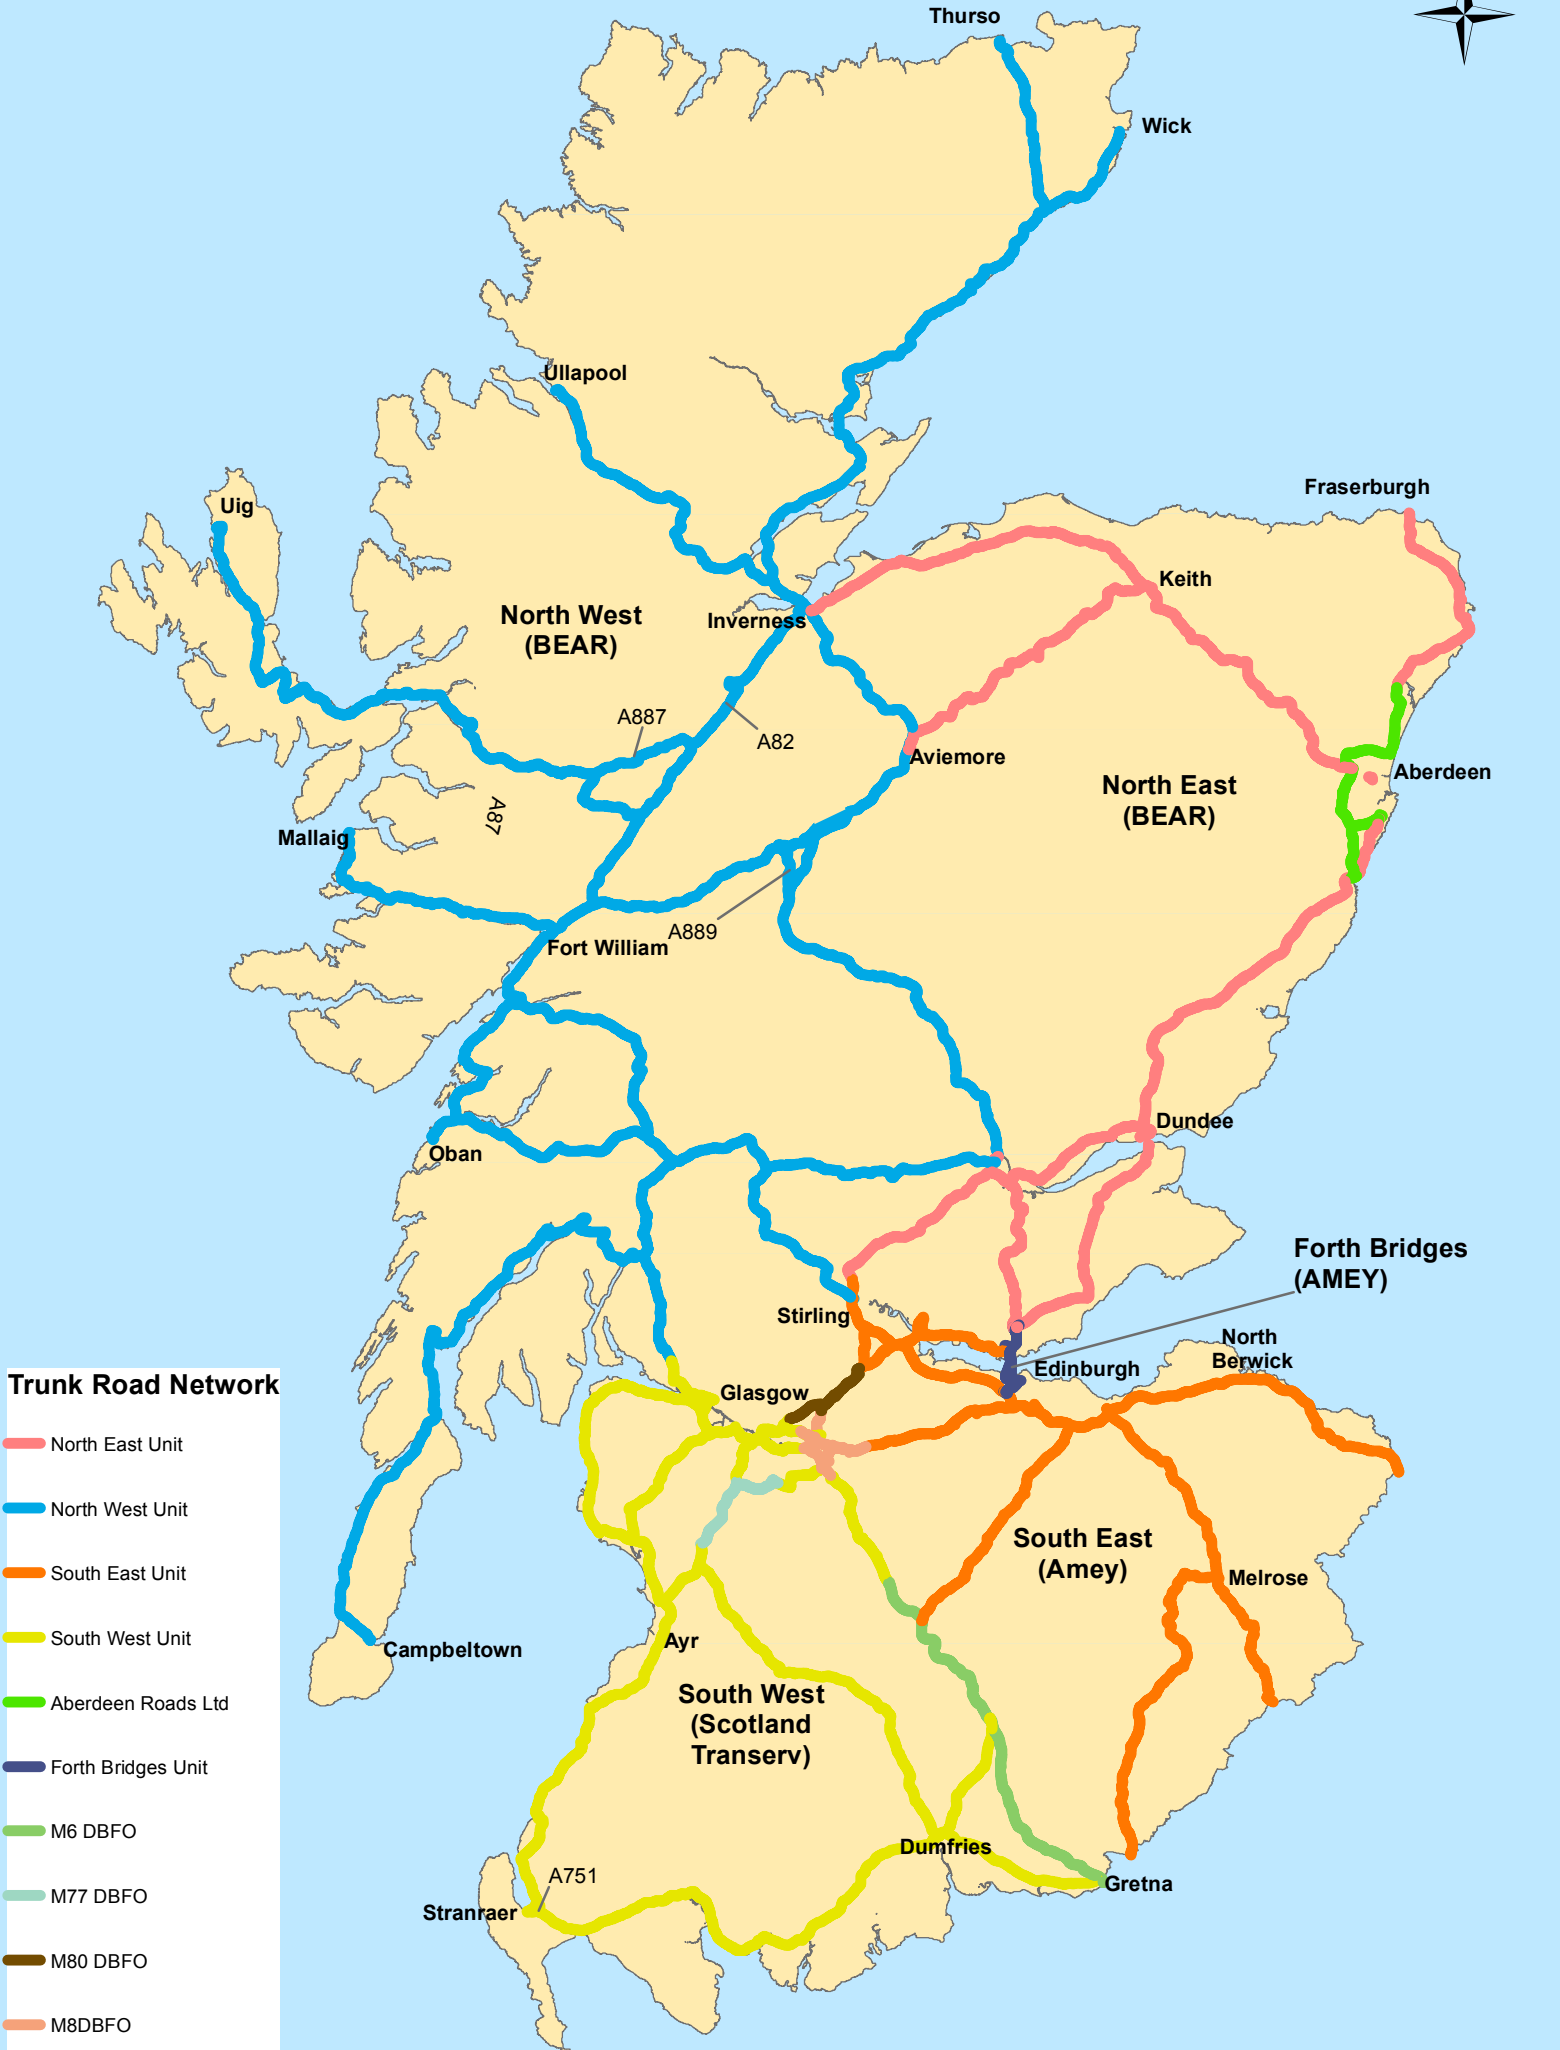 Thurso
Wick
Ullapool
Uig
Fraserburgh
Keith
North West
(BEAR)
Inverness
A887
A82
Aviemore
Aberdeen
North East
(BEAR)
A87
Mallaig
A889
Fort William
Dundee
Oban
Forth Bridges
(AMEY)
Stirling
North
Berwick
Edinburgh
Glasgow
South East
(Amey)
Melrose
Ayr
Campbeltown
South West
(Scotland
Transerv)
Dumfries
A751
Gretna
Stranraer
Trunk Road Network
North East Unit
North West Unit
South East Unit
South West Unit
Aberdeen Roads Ltd
Forth Bridges Unit
M6 DBFO
M77 DBFO
M80 DBFO
M8DBFO